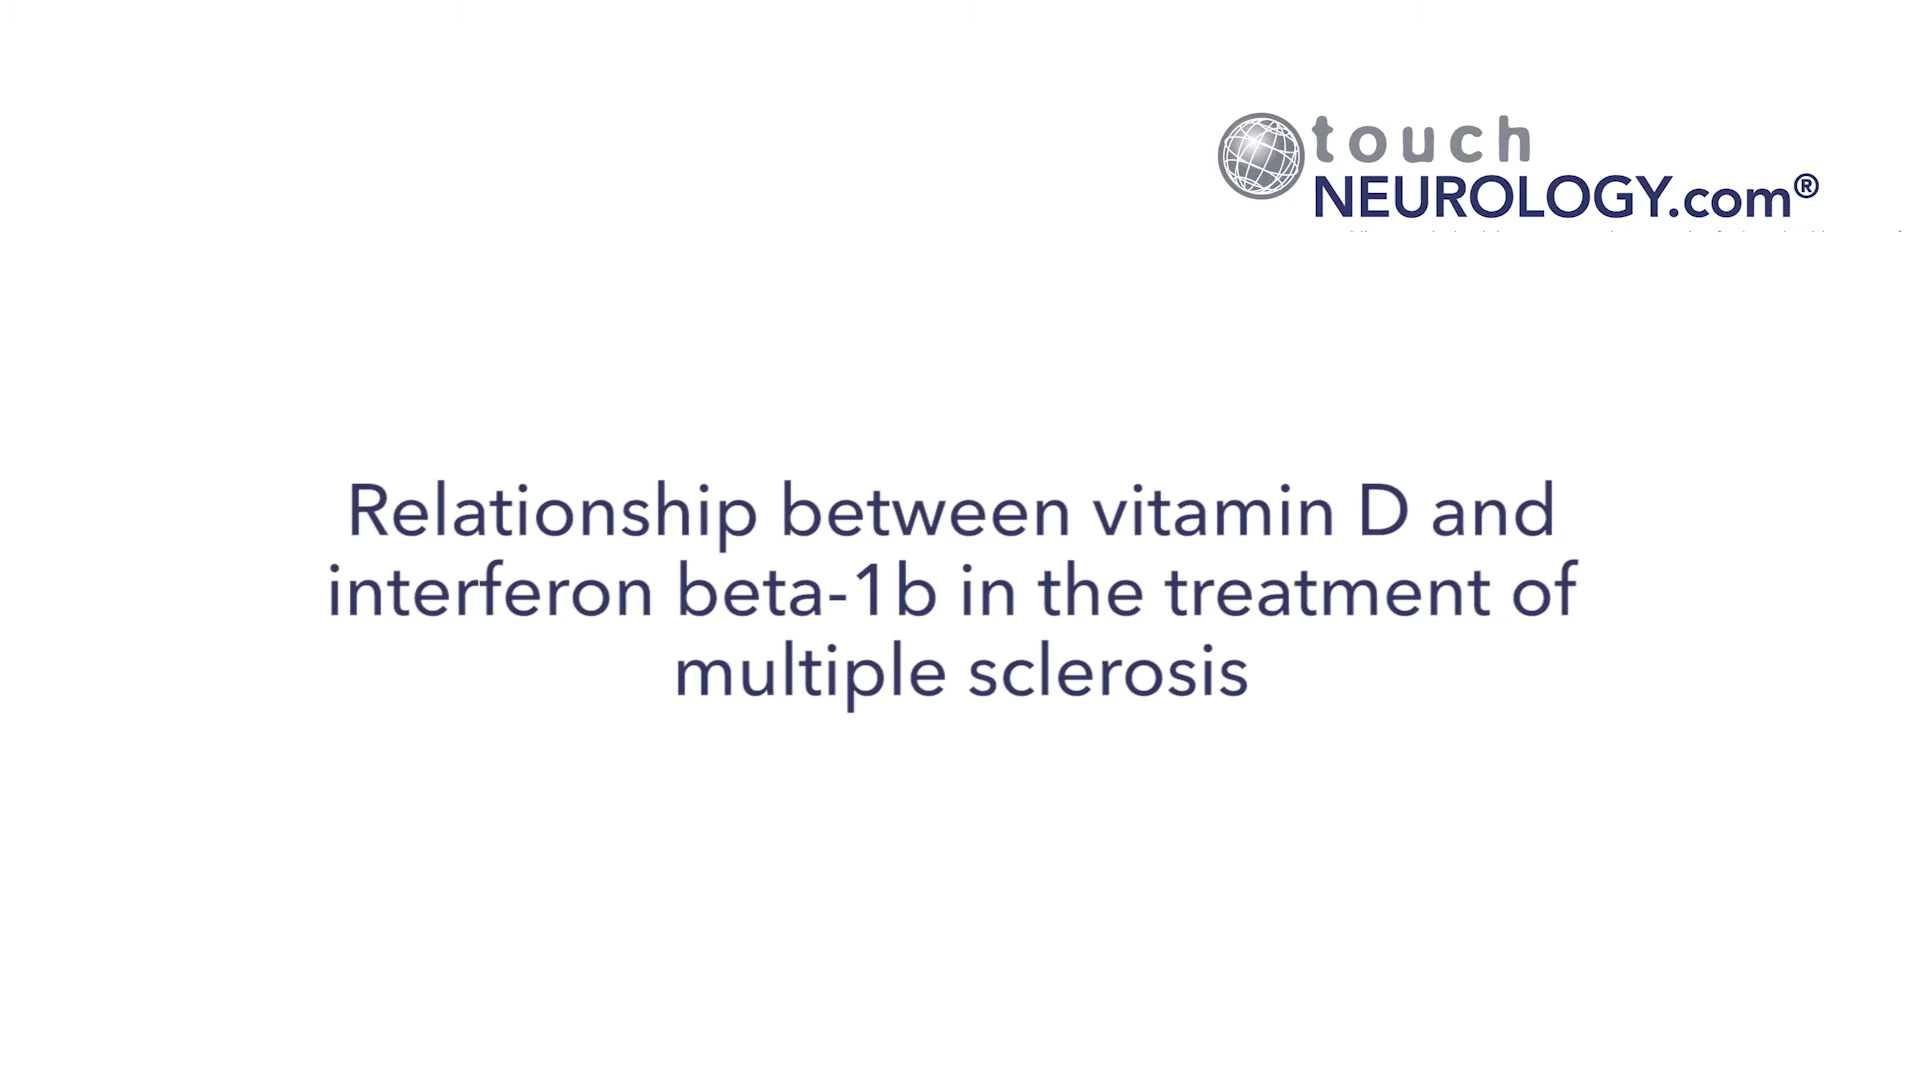 touch
NEUROLOGY.com®
Relationship between vitamin D and
interferon beta-1b in the treatment of
multiple sclerosis